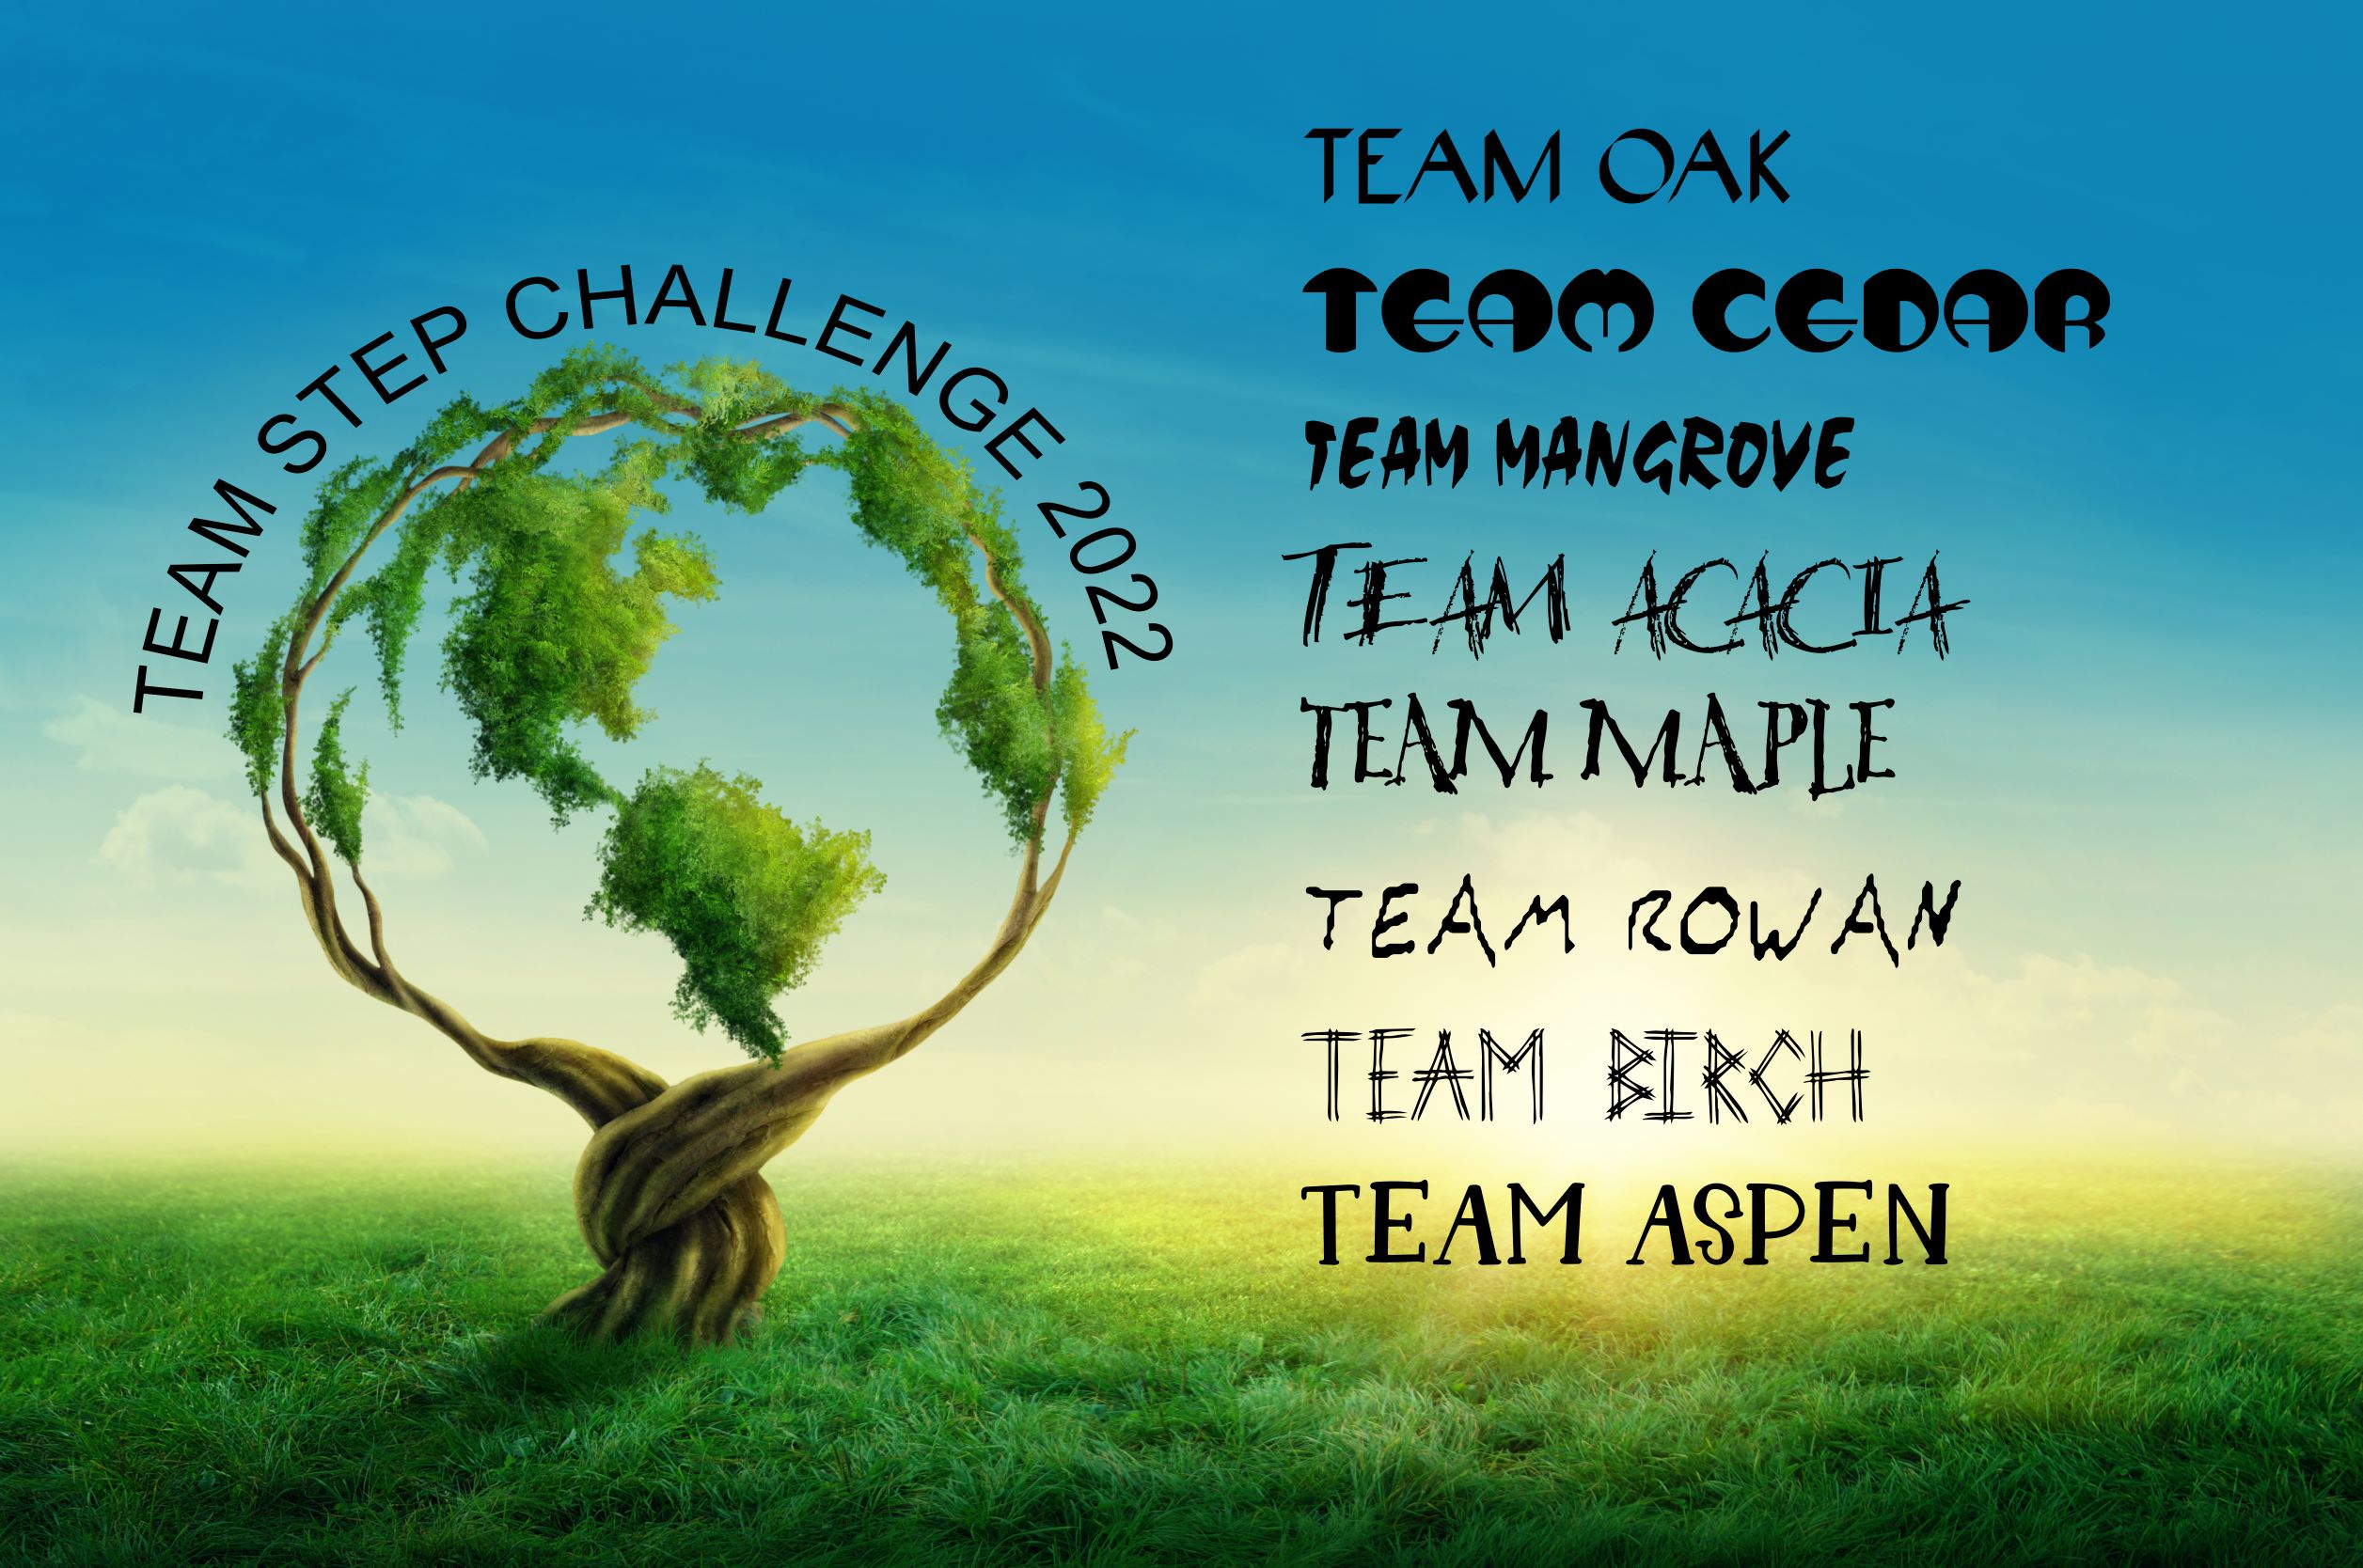 TEAM STEP CHALLENGE 2022
TEAM OAK
TEAM CEDAR
TEAM MANGROVE
TEAM ACACIA
TEAM MAPLE
TEAM ROWAN
TEAM BIRCH
TEAM ASPEN